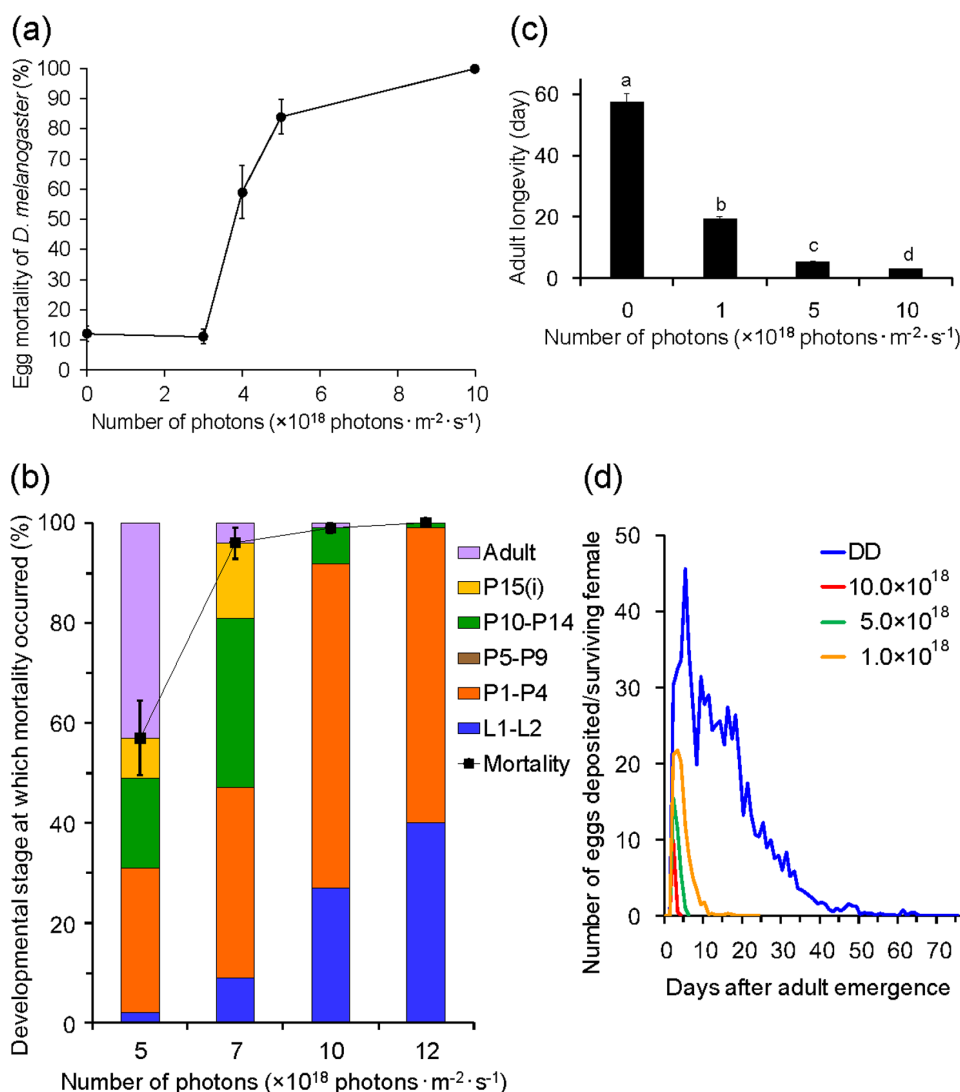 (a)
Egg mortality of D. melanogaster (%)
100
90
80
70
60
50
40
30
20
10
0
0 2 4 6 8 10
Number of photons (×10¹⁸ photons·m⁻²·s⁻¹)
(c)
Adult longevity (day)
60
40
20
0
a
b
c
d
0 1 5 10
Number of photons (×10¹⁸ photons·m⁻²·s⁻¹)
(b)
Developmental stage at which mortality occurred (%)
100
80
60
40
20
0
5 7 10 12
Number of photons (×10¹⁸ photons·m⁻²·s⁻¹)
Adult
P15(i)
P10-P14
P5-P9
P1-P4
L1-L2
Mortality
(d)
Number of eggs deposited/surviving female
50
40
30
20
10
0
DD
10.0×10¹⁸
5.0×10¹⁸
1.0×10¹⁸
0 10 20 30 40 50 60 70
Days after adult emergence